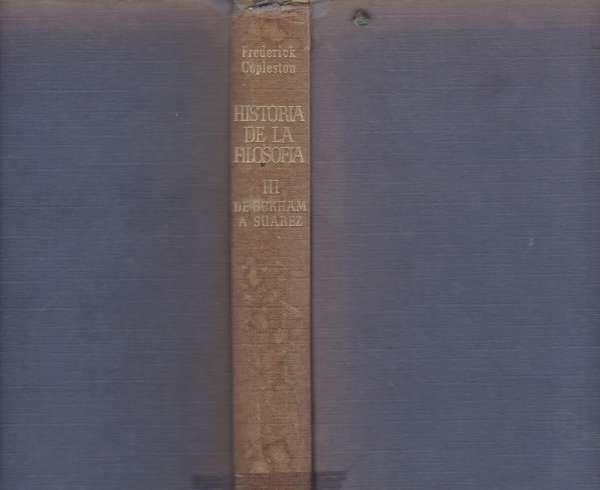 Frederick
Copleston
HISTORIA
DE LA
FILOSOFIA
III
DE OCKHAM
A SUAREZ